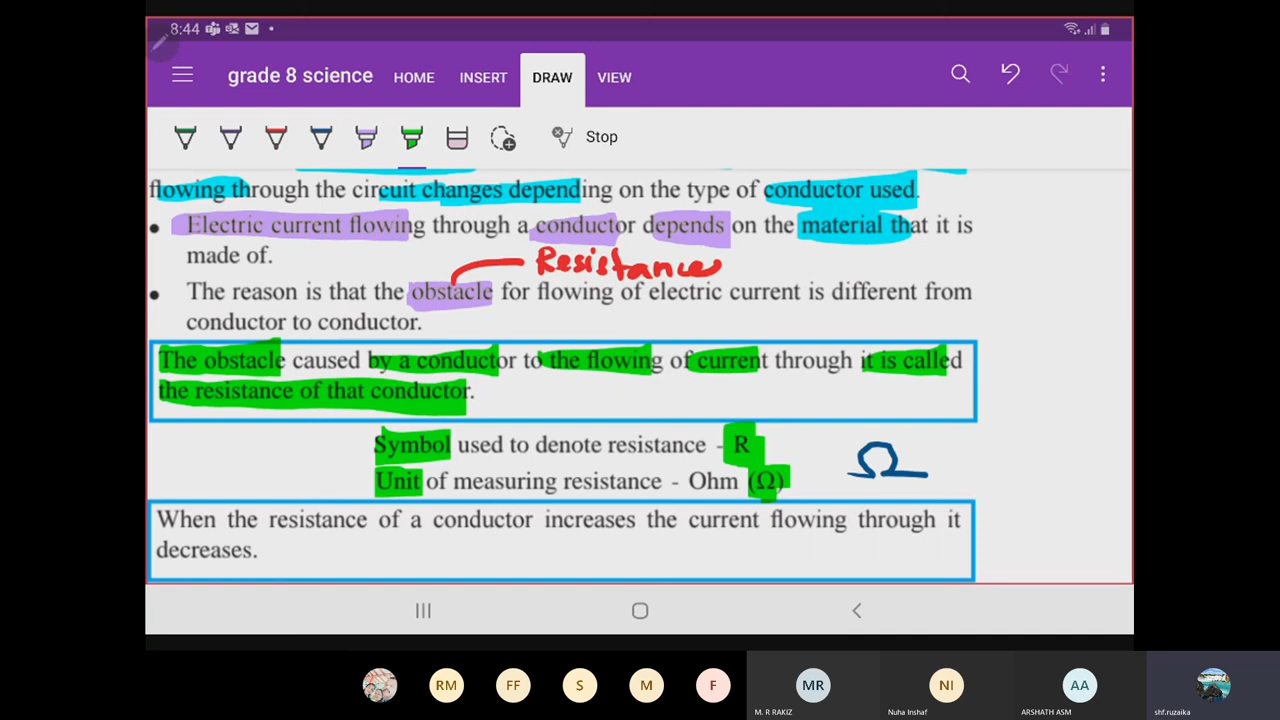 8:44
grade 8 science HOME INSERT DRAW VIEW
Stop
flowing through the circuit changes depending on the type of conductor used.
• Electric current flowing through a conductor depends on the material that it is
made of.
Resistance
• The reason is that the obstacle for flowing of electric current is different from
conductor to conductor.
The obstacle caused by a conductor to the flowing of current through it is called
the resistance of that conductor.
Symbol used to denote resistance - R
Unit of measuring resistance - Ohm (Ω)
Ω
When the resistance of a conductor increases the current flowing through it
decreases.
RM FF S M F MR NI AA
M. R RAKIZ Nuha Inshaf ARSHATH ASM shf.ruzaika